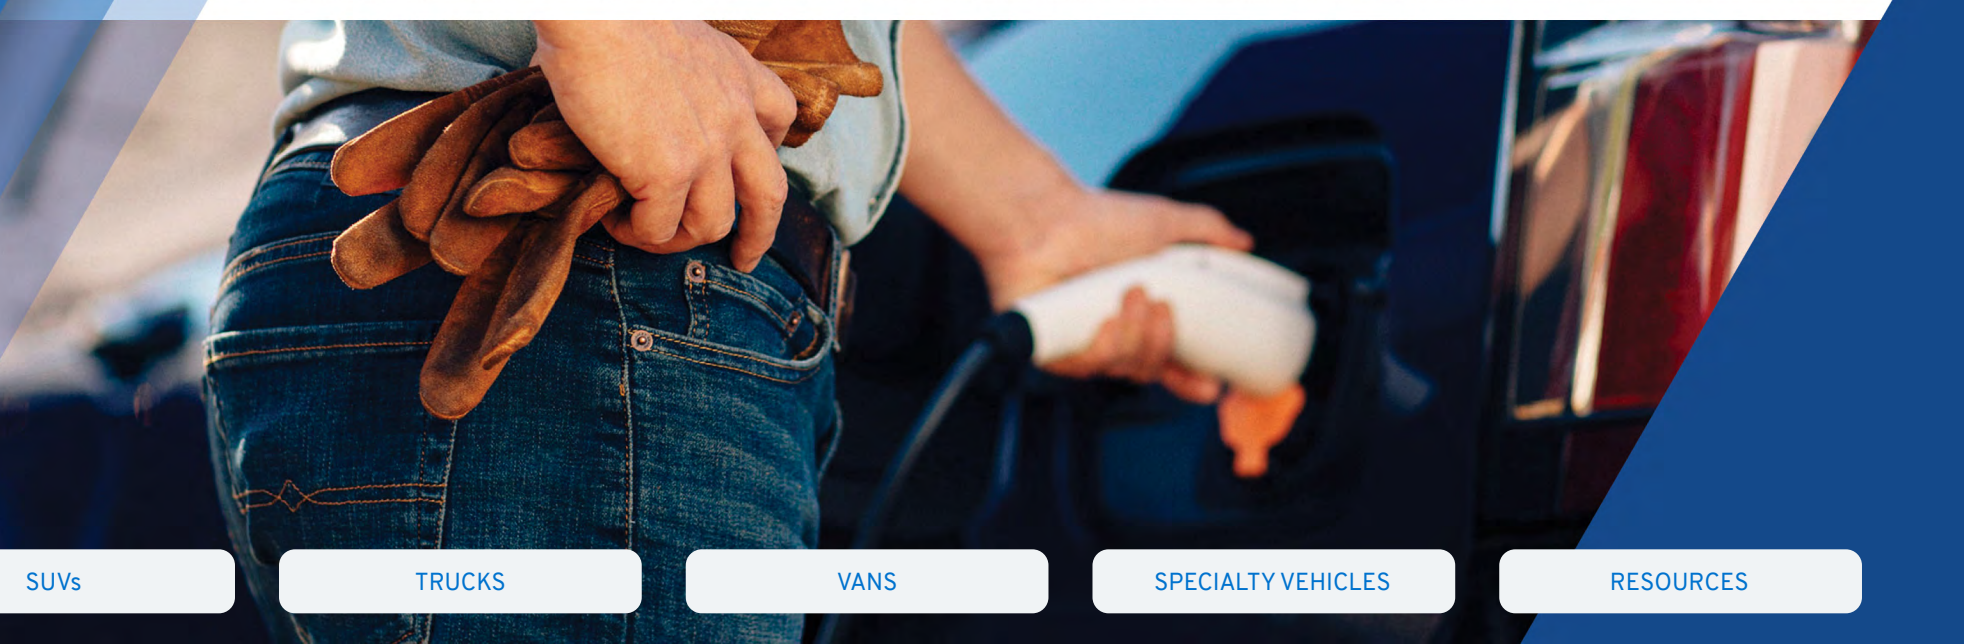 SUVs
TRUCKS
VANS
SPECIALTY VEHICLES
RESOURCES